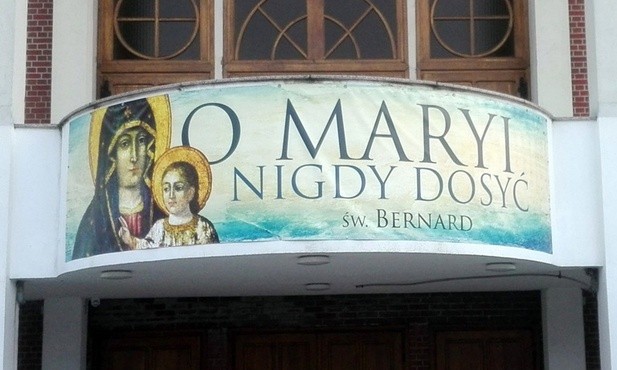 O MARYI
NIGDY DOSYĆ
ŚW. BERNARD